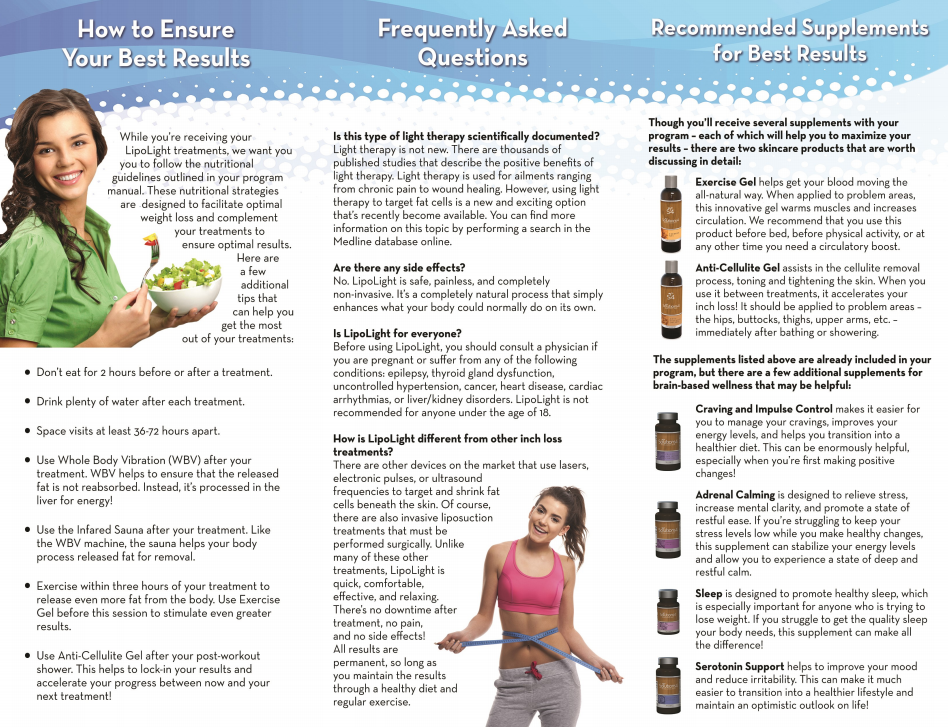 How to Ensure
Your Best Results
While you're receiving your
LipoLight treatments, we want you
you to follow the nutritional
guidelines outlined in your program
manual. These nutritional strategies
are designed to facilitate optimal
weight loss and complement
your treatments to
ensure optimal results.
Here are
a few
additional
tips that
can help you
get the most
out of your treatments:
• Don't eat for 2 hours before or after a treatment.
• Drink plenty of water after each treatment.
• Space visits at least 36-72 hours apart.
• Use Whole Body Vibration (WBV) after your
treatment. WBV helps to ensure that the released
fat is not reabsorbed. Instead, it's processed in the
liver for energy!
• Use the Infared Sauna after your treatment. Like
the WBV machine, the sauna helps your body
process released fat for removal.
• Exercise within three hours of your treatment to
release even more fat from the body. Use Exercise
Gel before this session to stimulate even greater
results.
• Use Anti-Cellulite Gel after your post-workout
shower. This helps to lock-in your results and
accelerate your progress between now and your
next treatment!
Frequently Asked
Questions
Is this type of light therapy scientifically documented?
Light therapy is not new. There are thousands of
published studies that describe the positive benefits of
light therapy. Light therapy is used for ailments ranging
from chronic pain to wound healing. However, using light
therapy to target fat cells is a new and exciting option
that's recently become available. You can find more
information on this topic by performing a search in the
Medline database online.
Are there any side effects?
No. LipoLight is safe, painless, and completely
non-invasive. It's a completely natural process that simply
enhances what your body could normally do on its own.
Is LipoLight for everyone?
Before using LipoLight, you should consult a physician if
you are pregnant or suffer from any of the following
conditions: epilepsy, thyroid gland dysfunction,
uncontrolled hypertension, cancer, heart disease, cardiac
arrhythmias, or liver/kidney disorders. LipoLight is not
recommended for anyone under the age of 18.
How is LipoLight different from other inch loss
treatments?
There are other devices on the market that use lasers,
electronic pulses, or ultrasound
frequencies to target and shrink fat
cells beneath the skin. Of course,
there are also invasive liposuction
treatments that must be
performed surgically. Unlike
many of these other
treatments, LipoLight is
quick, comfortable,
effective, and relaxing.
There's no downtime after
treatment, no pain,
and no side effects!
All results are
permanent, so long as
you maintain the results
through a healthy diet and
regular exercise.
Recommended Supplements
for Best Results
Though you'll receive several supplements with your
program – each of which will help you to maximize your
results – there are two skincare products that are worth
discussing in detail:
Exercise Gel helps get your blood moving the
all-natural way. When applied to problem areas,
this innovative gel warms muscles and increases
circulation. We recommend that you use this
product before bed, before physical activity, or at
any other time you need a circulatory boost.
Anti-Cellulite Gel assists in the cellulite removal
process, toning and tightening the skin. When you
use it between treatments, it accelerates your
inch loss! It should be applied to problem areas –
the hips, buttocks, thighs, upper arms, etc. –
immediately after bathing or showering.
The supplements listed above are already included in your
program, but there are a few additional supplements for
brain-based wellness that may be helpful:
Craving and Impulse Control makes it easier for
you to manage your cravings, improves your
energy levels, and helps you transition into a
healthier diet. This can be enormously helpful,
especially when you're first making positive
changes!
Adrenal Calming is designed to relieve stress,
increase mental clarity, and promote a state of
restful ease. If you're struggling to keep your
stress levels low while you make healthy changes,
this supplement can stabilize your energy levels
and allow you to experience a state of deep and
restful calm.
Sleep is designed to promote healthy sleep, which
is especially important for anyone who is trying to
lose weight. If you struggle to get the quality sleep
your body needs, this supplement can make all
the difference!
Serotonin Support helps to improve your mood
and reduce irritability. This can make it much
easier to transition into a healthier lifestyle and
maintain an optimistic outlook on life!